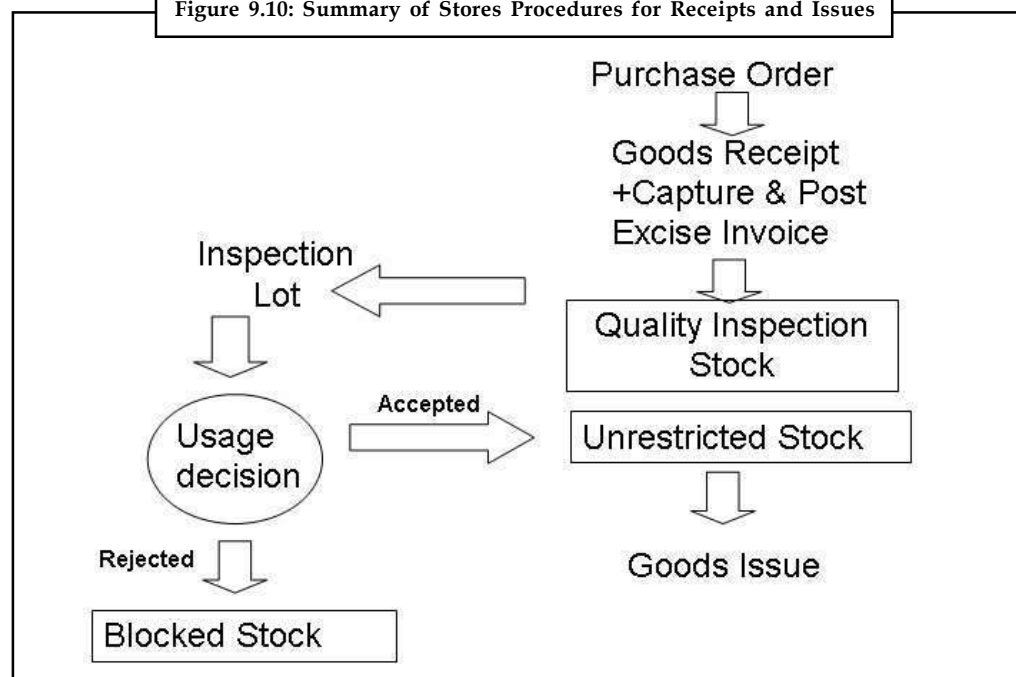 Figure 9.10: Summary of Stores Procedures for Receipts and Issues
Purchase Order
Goods Receipt
+Capture & Post
Excise Invoice
Inspection
Lot
Quality Inspection
Stock
Accepted
Usage
decision
Unrestricted Stock
Rejected
Goods Issue
Blocked Stock